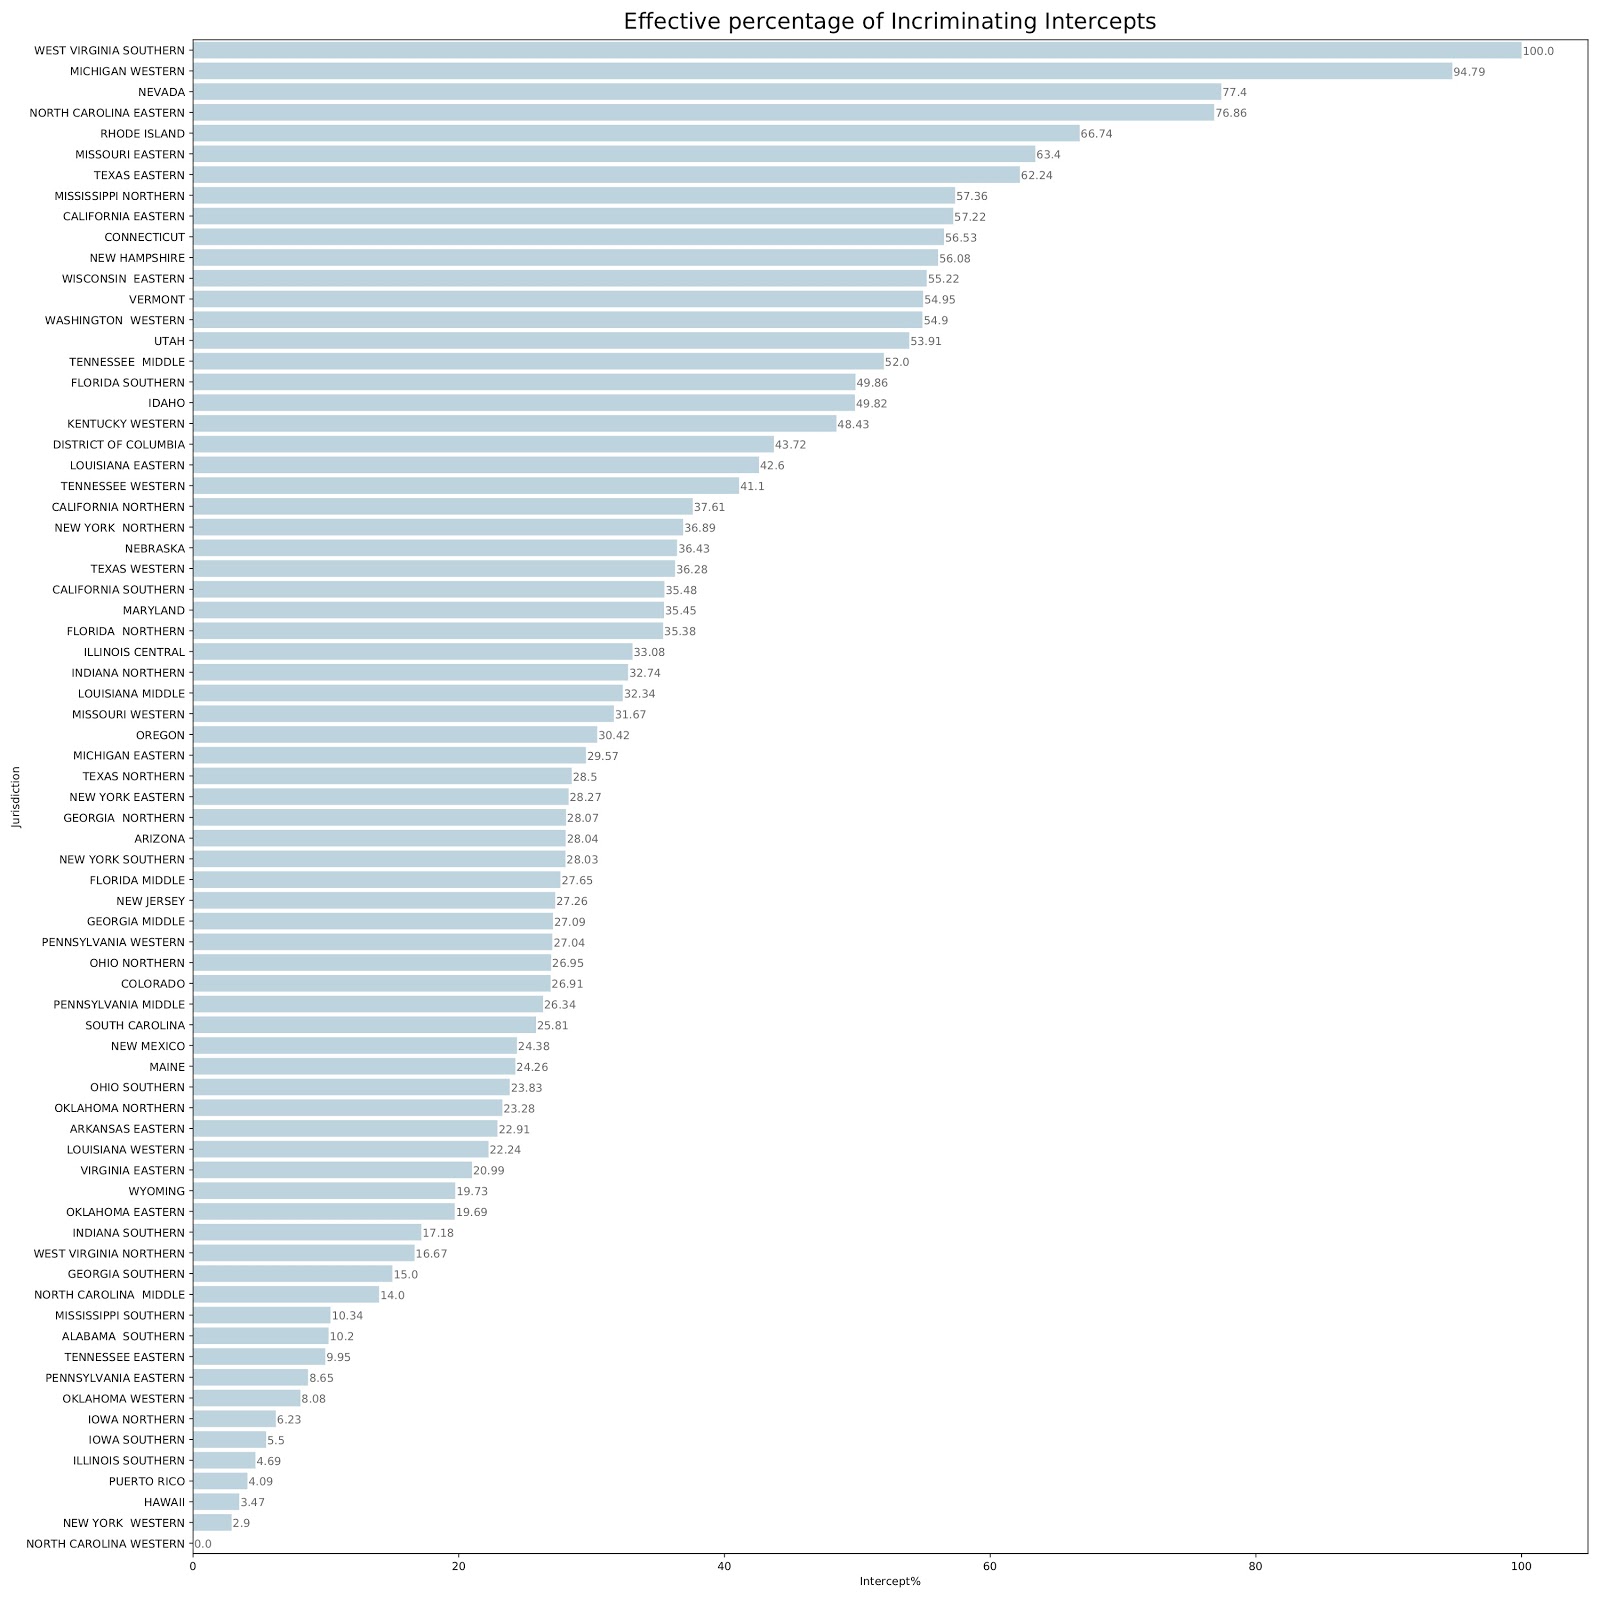 Effective percentage of Incriminating Intercepts
WEST VIRGINIA SOUTHERN 100.0
MICHIGAN WESTERN 94.79
NEVADA 77.4
NORTH CAROLINA EASTERN 76.86
RHODE ISLAND 66.74
MISSOURI EASTERN 63.4
TEXAS EASTERN 62.24
MISSISSIPPI NORTHERN 57.36
CALIFORNIA EASTERN 57.22
CONNECTICUT 56.53
NEW HAMPSHIRE 56.08
WISCONSIN  EASTERN 55.22
VERMONT 54.95
WASHINGTON  WESTERN 54.9
UTAH 53.91
TENNESSEE  MIDDLE 52.0
FLORIDA SOUTHERN 49.86
IDAHO 49.82
KENTUCKY WESTERN 48.43
DISTRICT OF COLUMBIA 43.72
LOUISIANA EASTERN 42.6
TENNESSEE WESTERN 41.1
CALIFORNIA NORTHERN 37.61
NEW YORK  NORTHERN 36.89
NEBRASKA 36.43
TEXAS WESTERN 36.28
CALIFORNIA SOUTHERN 35.48
MARYLAND 35.45
FLORIDA  NORTHERN 35.38
ILLINOIS CENTRAL 33.08
INDIANA NORTHERN 32.74
LOUISIANA MIDDLE 32.34
MISSOURI WESTERN 31.67
OREGON 30.42
MICHIGAN EASTERN 29.57
TEXAS NORTHERN 28.5
NEW YORK EASTERN 28.27
GEORGIA  NORTHERN 28.07
ARIZONA 28.04
NEW YORK SOUTHERN 28.03
FLORIDA MIDDLE 27.65
NEW JERSEY 27.26
GEORGIA MIDDLE 27.09
PENNSYLVANIA WESTERN 27.04
OHIO NORTHERN 26.95
COLORADO 26.91
PENNSYLVANIA MIDDLE 26.34
SOUTH CAROLINA 25.81
NEW MEXICO 24.38
MAINE 24.26
OHIO SOUTHERN 23.83
OKLAHOMA NORTHERN 23.28
ARKANSAS EASTERN 22.91
LOUISIANA WESTERN 22.24
VIRGINIA EASTERN 20.99
WYOMING 19.73
OKLAHOMA EASTERN 19.69
INDIANA SOUTHERN 17.18
WEST VIRGINIA NORTHERN 16.67
GEORGIA SOUTHERN 15.0
NORTH CAROLINA  MIDDLE 14.0
MISSISSIPPI SOUTHERN 10.34
ALABAMA  SOUTHERN 10.2
TENNESSEE EASTERN 9.95
PENNSYLVANIA EASTERN 8.65
OKLAHOMA WESTERN 8.08
IOWA NORTHERN 6.23
IOWA SOUTHERN 5.5
ILLINOIS SOUTHERN 4.69
PUERTO RICO 4.09
HAWAII 3.47
NEW YORK  WESTERN 2.9
NORTH CAROLINA WESTERN 0.0
Jurisdiction
0 20 40 60 80 100
Intercept%